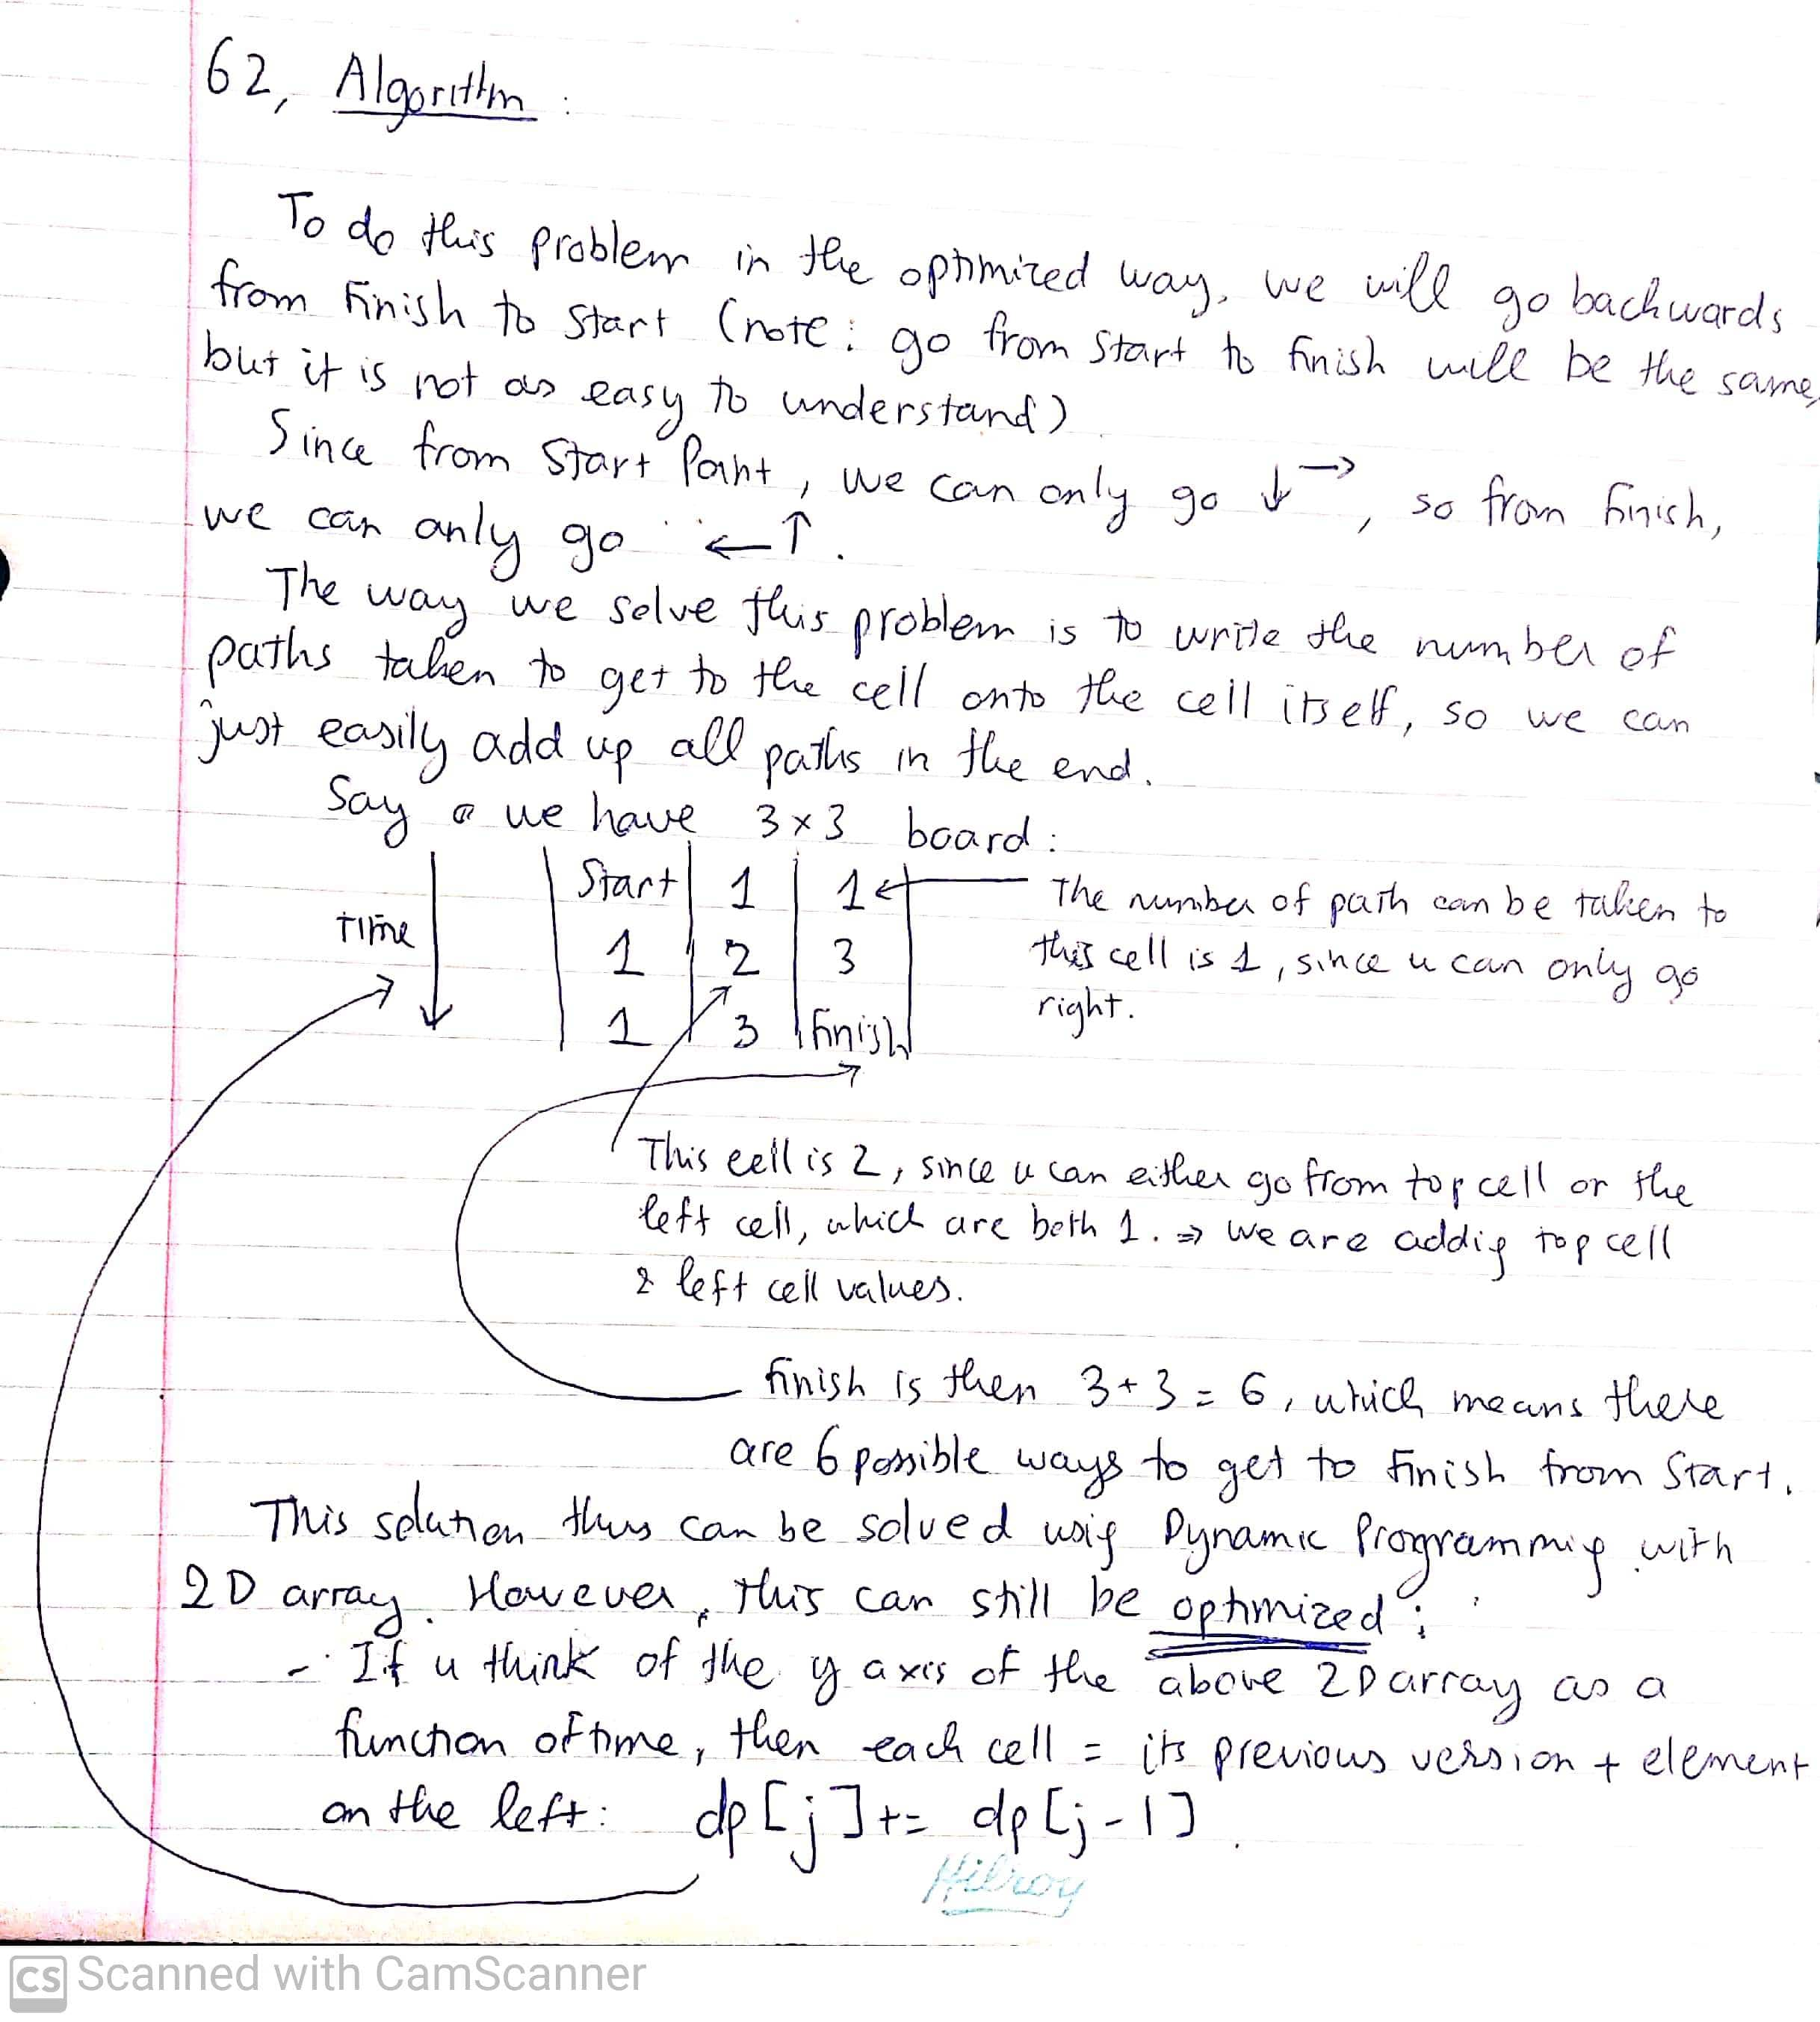 62, Algorithm :
To do this problem in the optimized way, we will go backwards
from Finish to Start (note: go from Start to finish will be the same,
but it is not as easy to understand)
Since from Start Point, we can only go ↓ →, so from finish,
we can only go ← ↑.
The way we solve this problem is to write the number of
paths taken to get to the cell onto the cell itself, so we can
just easily add up all paths in the end.
Say we have 3 x 3 board:
Start 1 1 ← The number of path can be taken to
Time 1 2 3 this cell is 1, since u can only go
1 3 finish right.
This cell is 2, since u can either go from top cell or the
left cell, which are both 1. ⇒ we are addig top cell
& left cell values.
finish is then 3+3 = 6, which means there
are 6 possible ways to get to Finish from Start.
This solution thus can be solved usig Dynamic Programmig with
2D array. However, this can still be optimized:
- If u think of the y axis of the above 2D array as a
function of time, then each cell = its previous version + element
on the left: dp[j] += dp[j-1].
Hilroy
CS Scanned with CamScanner